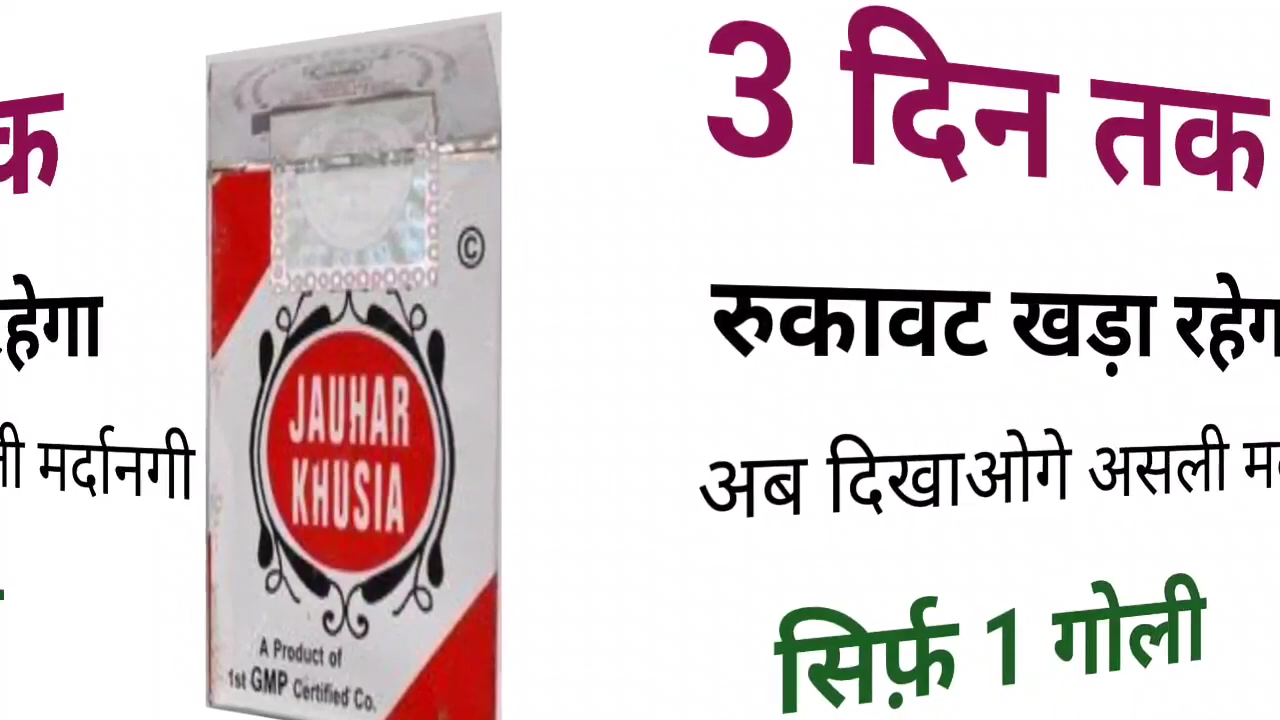 क
रहेगा
मर्दानगी
©
JAUHAR
KHUSIA
A Product of
1st GMP Certified Co.
3 दिन तक
रुकावट खड़ा रहेग
अब दिखाओगे असली
सिर्फ़ 1 गोली